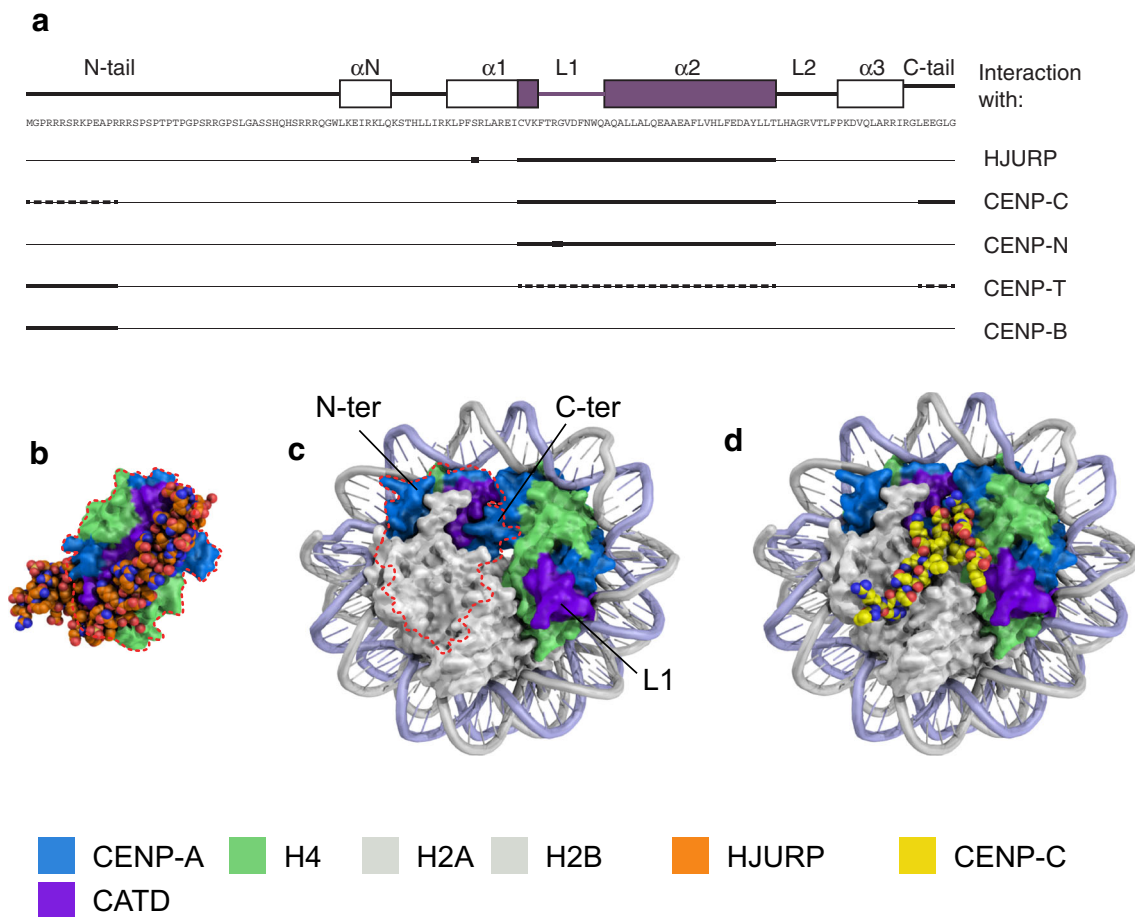 a
N-tail αN α1 L1 α2 L2 α3 C-tail
Interaction with:
MGPRRRSRKPEAPRRRSPSPTPTPGPSRRGPSLGASSHQHSRRRQGWLKEIRKLQKSTHLLIRKLPFSRLAREICVKFTRGVDFNWQAQALLALQEAAEAFLVHLFEDAYLLTLHAGRVTLFPKDVQLARRIRGLEEGLG
HJURP
CENP-C
CENP-N
CENP-T
CENP-B
b
N-ter
c
C-ter
L1
d
CENP-A H4 H2A H2B HJURP CENP-C
CATD